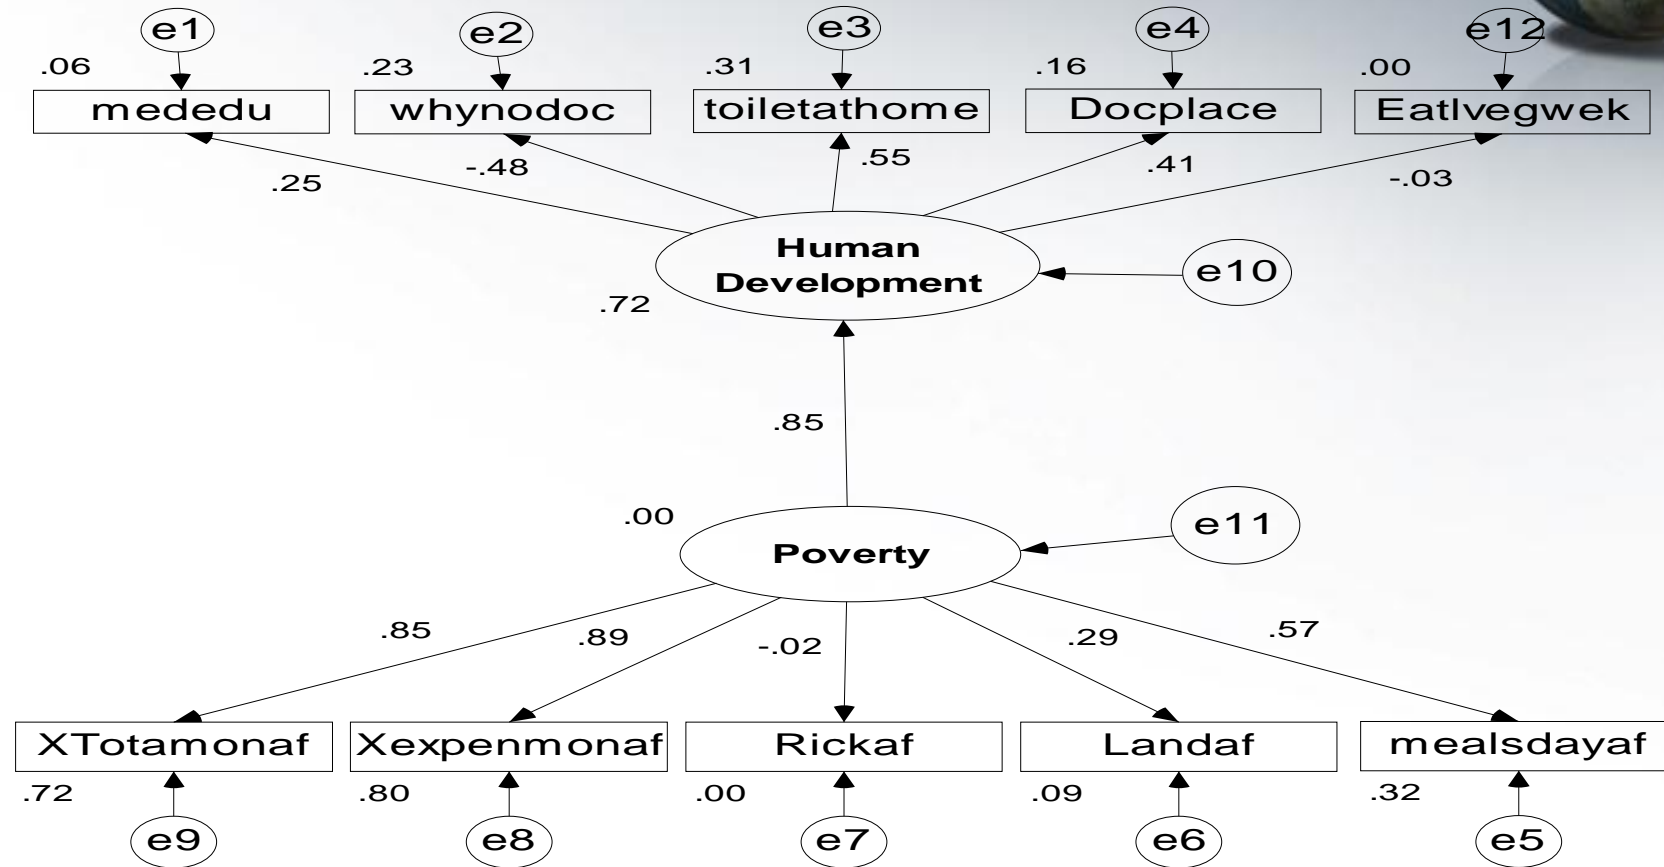 e1 e2 e3 e4 e12
.06 .23 .31 .16 .00
mededu whynodoc toiletathome Docplace Eatlvegwek
.25 -.48 .55 .41 -.03
Human
Development
e10
.72
.85
.00
e11
Poverty
.85 .89 -.02 .29 .57
XTotamonaf Xexpenmonaf Rickaf Landaf mealsdayaf
.72 .80 .00 .09 .32
e9 e8 e7 e6 e5